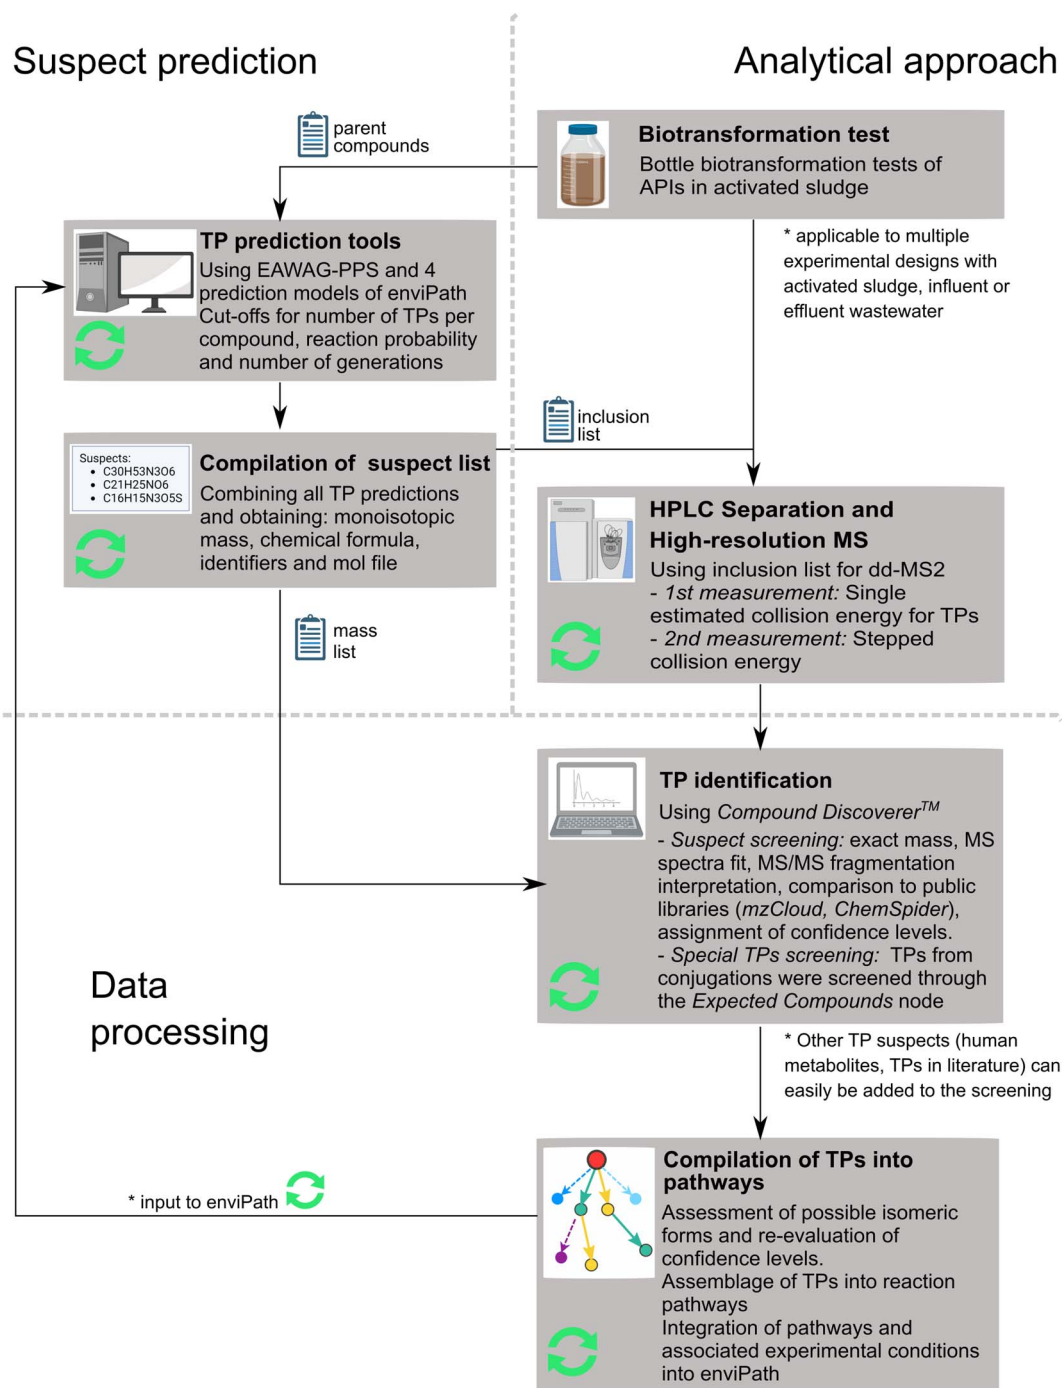 Suspect prediction
Analytical approach
parent
compounds
Biotransformation test
Bottle biotransformation tests of
APIs in activated sludge
* applicable to multiple
experimental designs with
activated sludge, influent or
effluent wastewater
TP prediction tools
Using EAWAG-PPS and 4
prediction models of enviPath
Cut-offs for number of TPs per
compound, reaction probability
and number of generations
inclusion
list
Suspects:
• C30H53N3O6
• C21H25NO6
• C16H15N3O5S
Compilation of suspect list
Combining all TP predictions
and obtaining: monoisotopic
mass, chemical formula,
identifiers and mol file
mass
list
HPLC Separation and
High-resolution MS
Using inclusion list for dd-MS2
- 1st measurement: Single
estimated collision energy for TPs
- 2nd measurement: Stepped
collision energy
TP identification
Using Compound Discoverer™
- Suspect screening: exact mass, MS
spectra fit, MS/MS fragmentation
interpretation, comparison to public
libraries (mzCloud, ChemSpider),
assignment of confidence levels.
- Special TPs screening: TPs from
conjugations were screened through
the Expected Compounds node
Data
processing
* Other TP suspects (human
metabolites, TPs in literature) can
easily be added to the screening
* input to enviPath
Compilation of TPs into
pathways
Assessment of possible isomeric
forms and re-evaluation of
confidence levels.
Assemblage of TPs into reaction
pathways
Integration of pathways and
associated experimental conditions
into enviPath